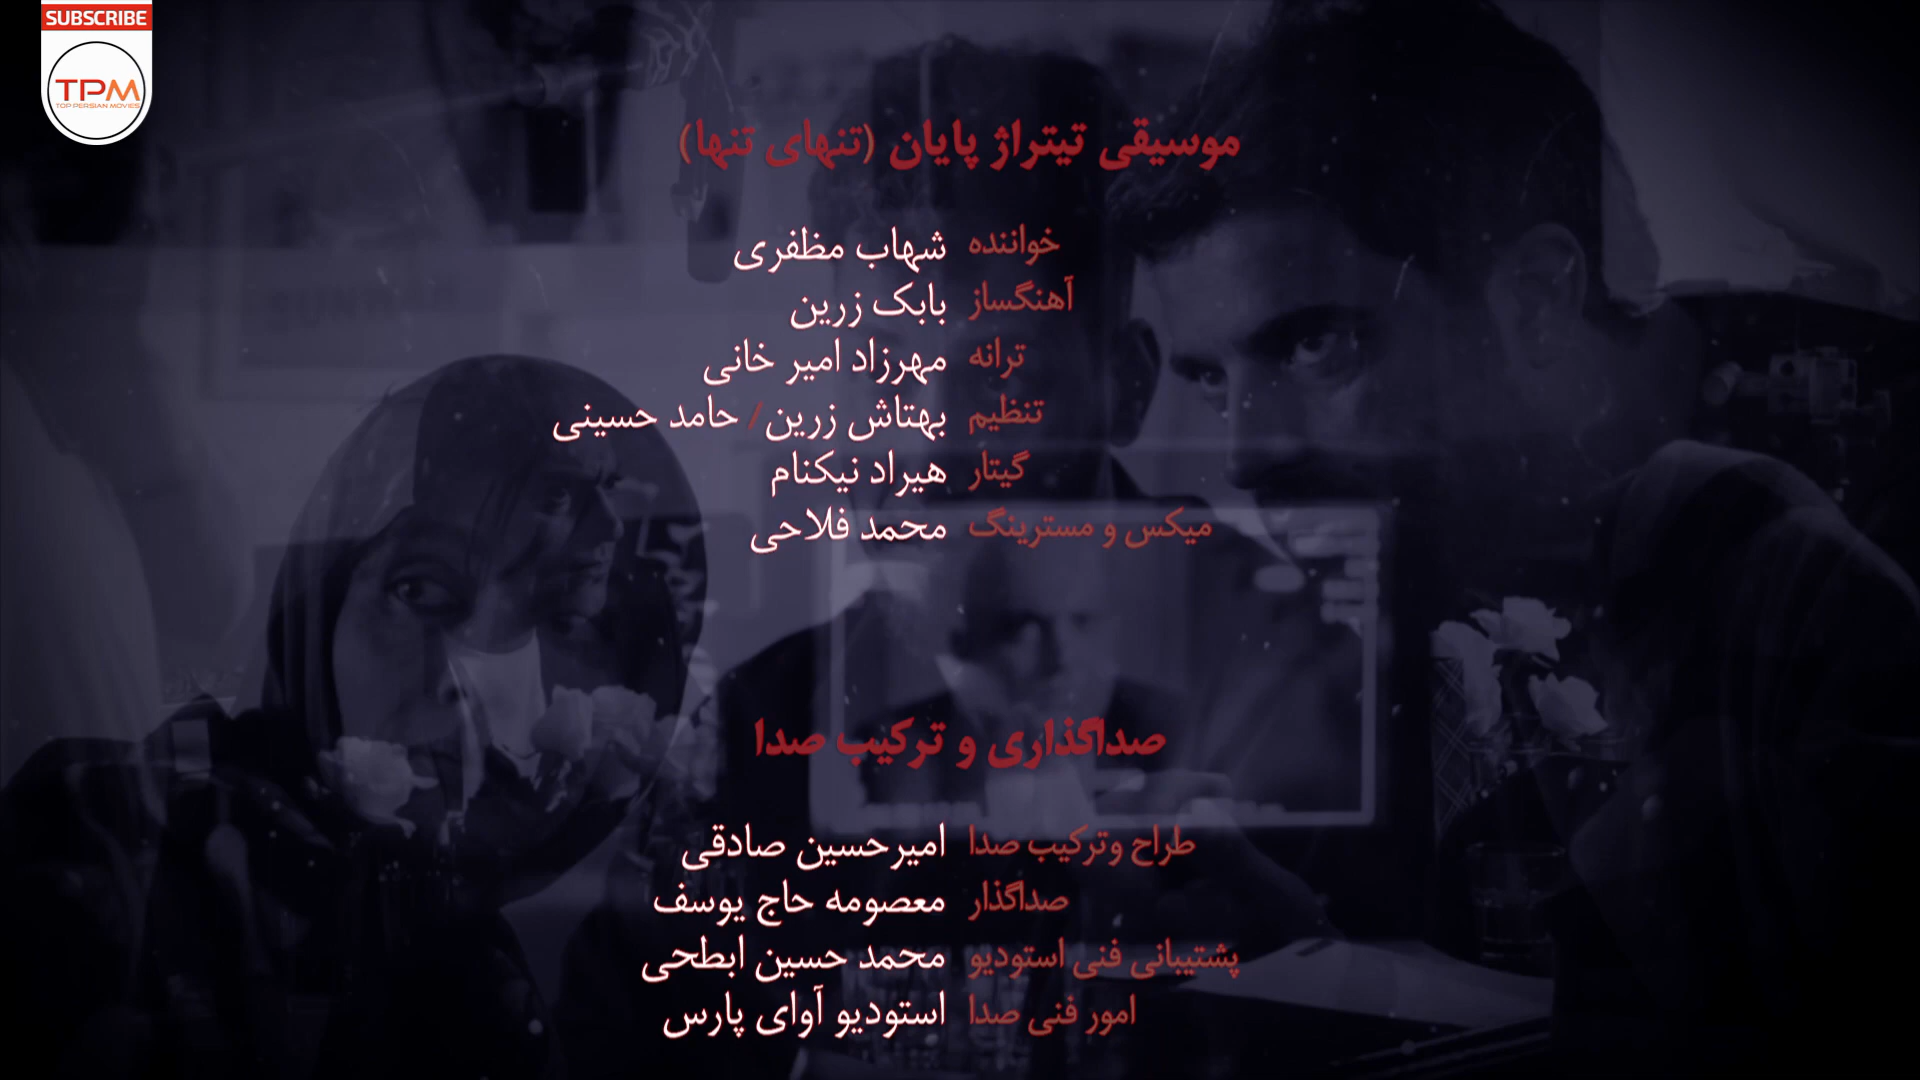 SUBSCRIBE
TPM
TOP PERSIAN MOVIES
موسیقی تیتراژ پایان (تنهای تنها)
خواننده شهاب مظفری
آهنگساز بابک زرین
ترانه مهرزاد امیر خانی
تنظیم بهتاش زرین / حامد حسینی
گیتار هیراد نیکنام
میکس و مسترینگ محمد فلاحی
صداگذاری و ترکیب صدا
طراح وترکیب صدا امیرحسین صادقی
صداگذار معصومه حاج یوسف
پشتیبانی فنی استودیو محمد حسین ابطحی
امور فنی صدا استودیو آوای پارس